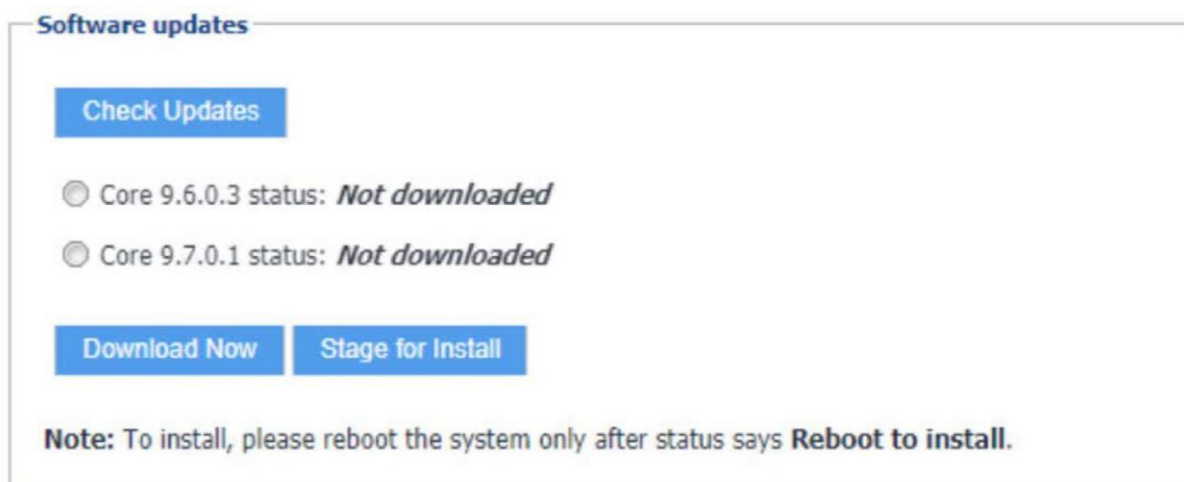 Software updates
Check Updates
Core 9.6.0.3 status: Not downloaded
Core 9.7.0.1 status: Not downloaded
Download Now Stage for Install
Note: To install, please reboot the system only after status says Reboot to install.